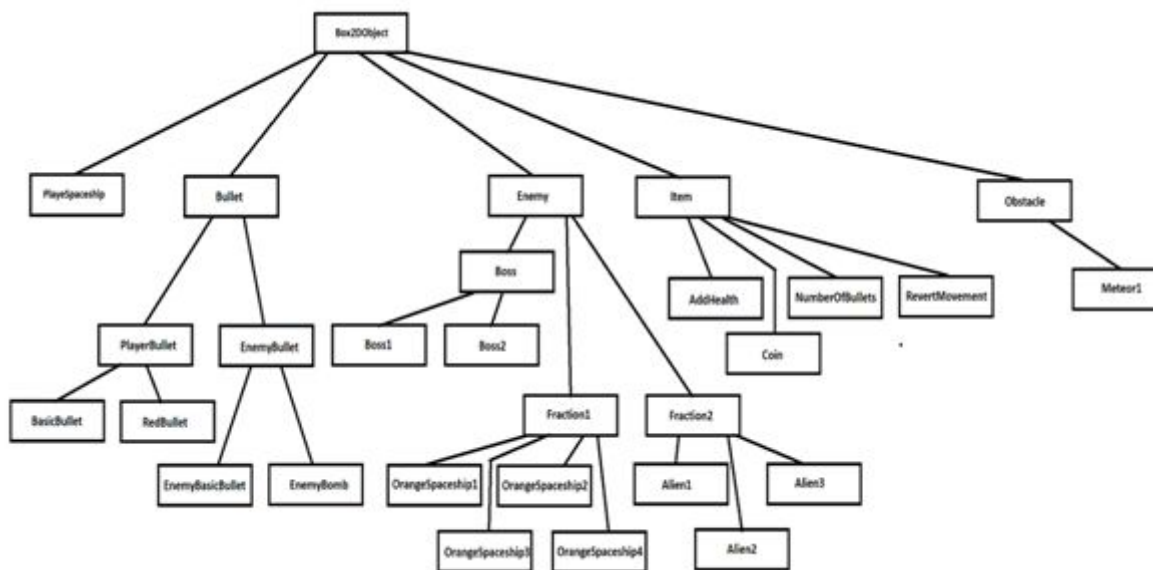 Box2DObject
PlayeSpaceship
Bullet
Enemy
Item
Obstacle
Boss
AddHealth
NumberOfBullets
RevertMovement
Meteor1
PlayerBullet
EnemyBullet
Boss1
Boss2
Coin
BasicBullet
RedBullet
Fraction1
Fraction2
EnemyBasicBullet
EnemyBomb
OrangeSpaceship1
OrangeSpaceship2
Alien1
Alien3
OrangeSpaceship3
OrangeSpaceship4
Alien2